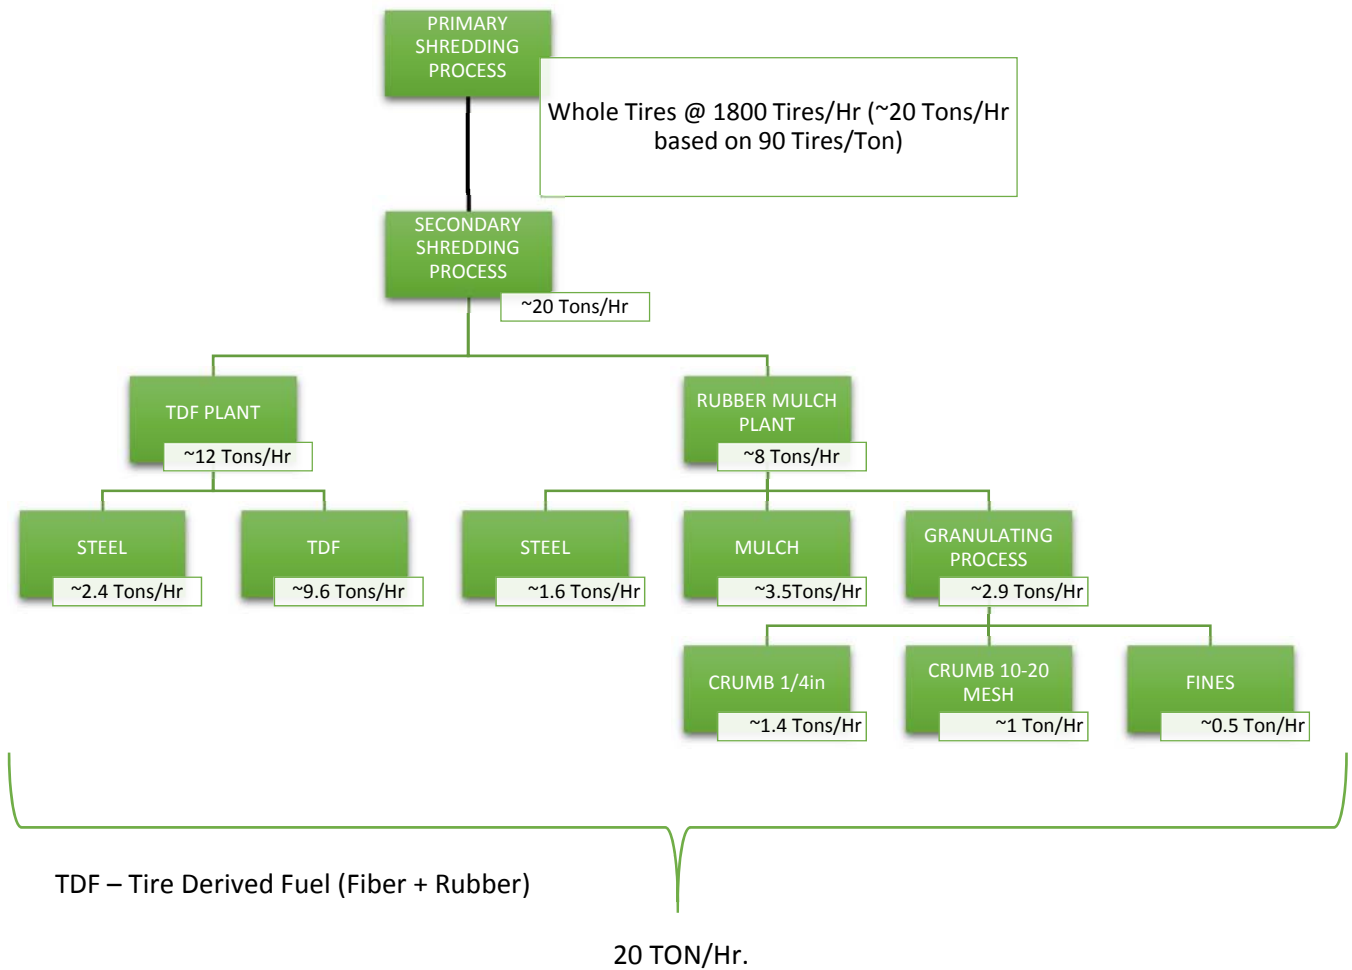 PRIMARY
SHREDDING
PROCESS
Whole Tires @ 1800 Tires/Hr (~20 Tons/Hr
based on 90 Tires/Ton)
SECONDARY
SHREDDING
PROCESS
~20 Tons/Hr
TDF PLANT
~12 Tons/Hr
RUBBER MULCH
PLANT
~8 Tons/Hr
STEEL
~2.4 Tons/Hr
TDF
~9.6 Tons/Hr
STEEL
~1.6 Tons/Hr
MULCH
~3.5Tons/Hr
GRANULATING
PROCESS
~2.9 Tons/Hr
CRUMB 1/4in
~1.4 Tons/Hr
CRUMB 10-20
MESH
~1 Ton/Hr
FINES
~0.5 Ton/Hr
TDF – Tire Derived Fuel (Fiber + Rubber)
20 TON/Hr.